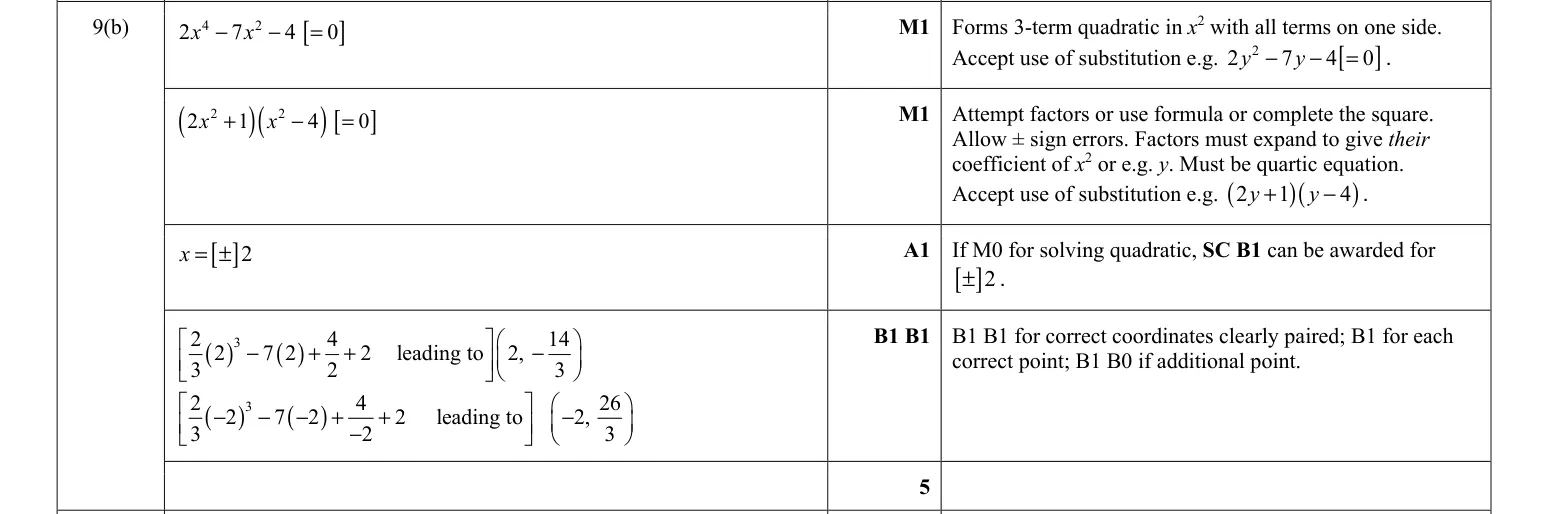 9(b)
2x⁴ − 7x² − 4 [= 0]
M1
Forms 3-term quadratic in x² with all terms on one side.
Accept use of substitution e.g. 2y² − 7y − 4[= 0] .
(2x² + 1)(x² − 4) [= 0]
M1
Attempt factors or use formula or complete the square.
Allow ± sign errors. Factors must expand to give their
coefficient of x² or e.g. y. Must be quartic equation.
Accept use of substitution e.g. (2y + 1)(y − 4) .
x = [±]2
A1
If M0 for solving quadratic, SC B1 can be awarded for
[±]2 .
[2/3(2)³ − 7(2) + 4/2 + 2 leading to](2, −14/3)
[2/3(−2)³ − 7(−2) + 4/−2 + 2 leading to] (−2, 26/3)
B1 B1
B1 B1 for correct coordinates clearly paired; B1 for each
correct point; B1 B0 if additional point.
5